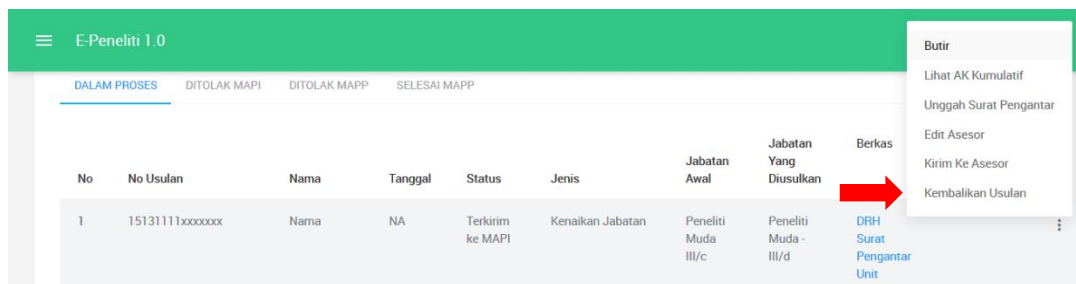 E-Peneliti 1.0
Butir
Lihat AK Kumulatif
Unggah Surat Pengantar
Edit Asesor
Kirim Ke Asesor
Kembalikan Usulan
DALAM PROSES DITOLAK MAPI DITOLAK MAPP SELESAI MAPP
No No Usulan Nama Tanggal Status Jenis Jabatan Awal Jabatan Yang Diusulkan Berkas
1 15131111xxxxxxx Nama NA Terkirim ke MAPI Kenaikan Jabatan Peneliti Muda III/c Peneliti Muda - III/d DRH Surat Pengantar Unit